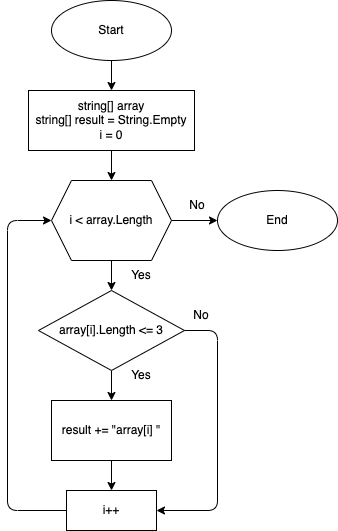 Start
string[] array
string[] result = String.Empty
i = 0
i < array.Length
No
End
Yes
array[i].Length <= 3
No
Yes
result += "array[i] "
i++